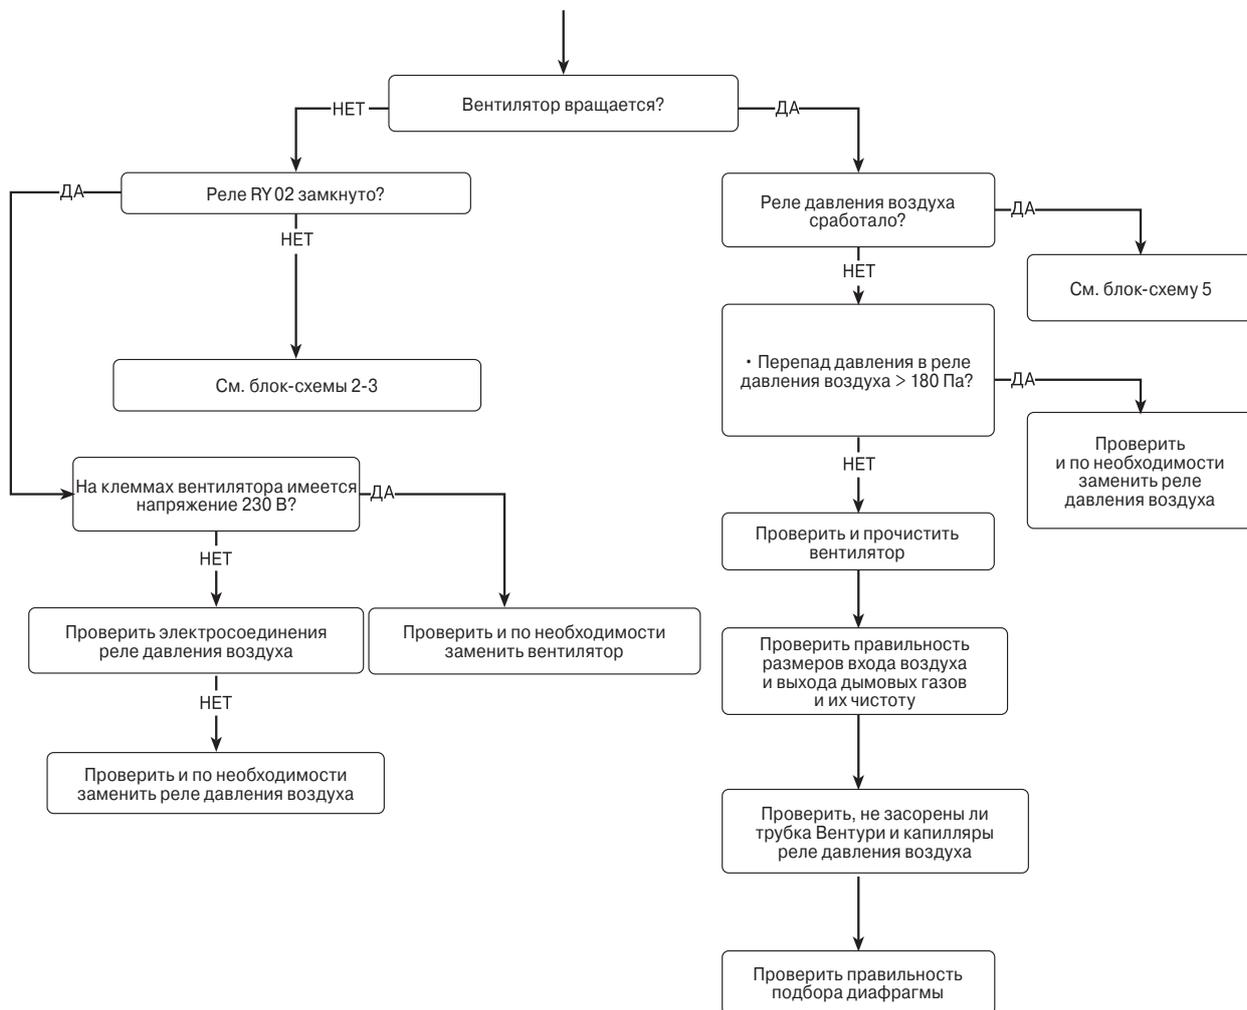 Вентилятор вращается?
НЕТ
ДА
Реле RY 02 замкнуто?
ДА
НЕТ
См. блок-схемы 2-3
На клеммах вентилятора имеется
напряжение 230 В?
ДА
НЕТ
Проверить электросоединения
реле давления воздуха
Проверить и по необходимости
заменить вентилятор
НЕТ
Проверить и по необходимости
заменить реле давления воздуха
Реле давления воздуха
сработало?
ДА
НЕТ
См. блок-схему 5
• Перепад давления в реле
давления воздуха > 180 Па?
ДА
НЕТ
Проверить
и по необходимости
заменить реле
давления воздуха
Проверить и прочистить
вентилятор
Проверить правильность
размеров входа воздуха
и выхода дымовых газов
и их чистоту
Проверить, не засорены ли
трубка Вентури и капилляры
реле давления воздуха
Проверить правильность
подбора диафрагмы